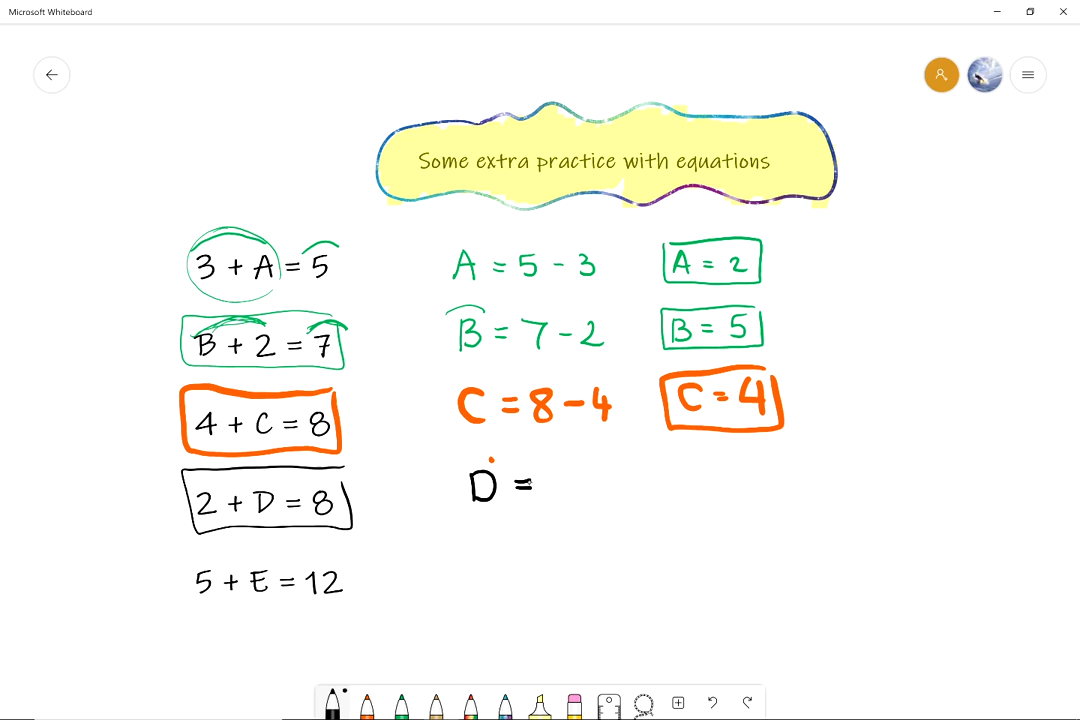 Microsoft Whiteboard
Some extra practice with equations
3 + A = 5 A = 5 - 3 A = 2
B + 2 = 7 B = 7 - 2 B = 5
4 + C = 8 C = 8 - 4 C = 4
2 + D = 8 D =
5 + E = 12